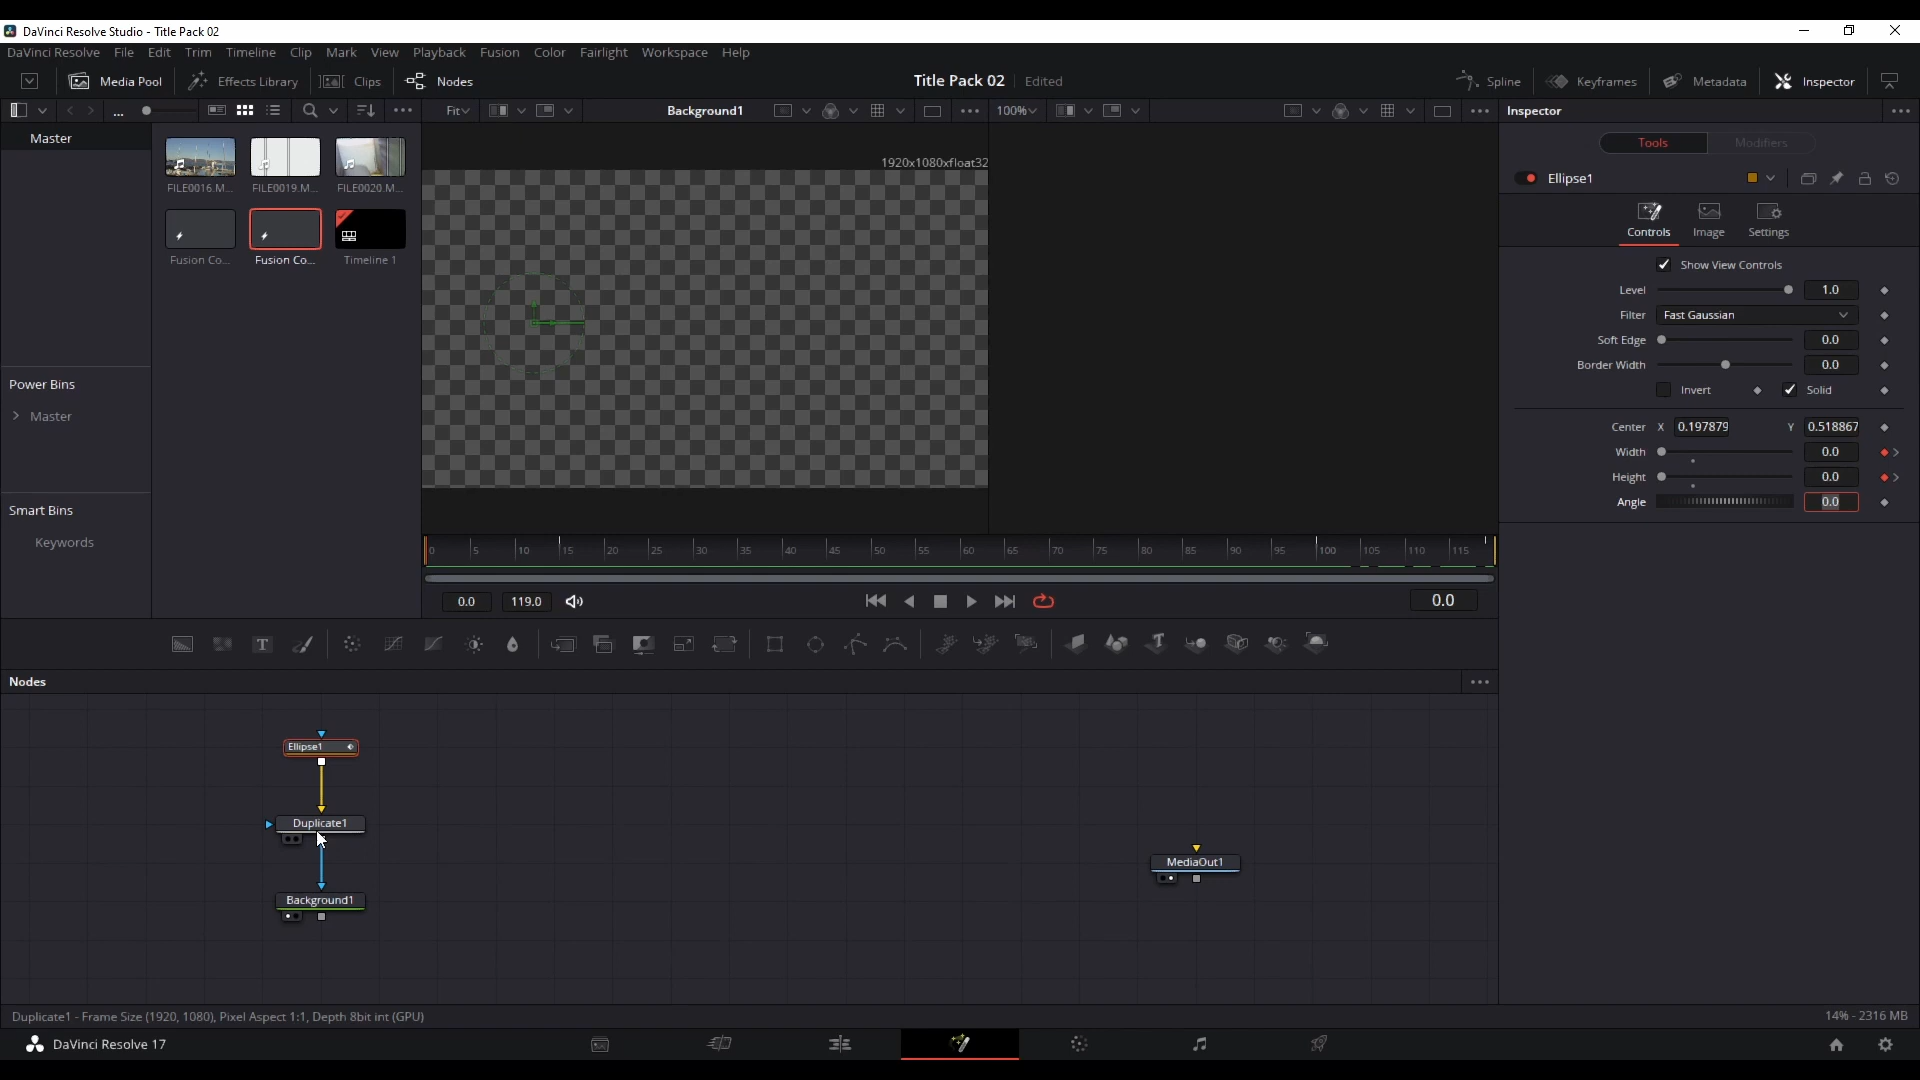 DaVinci Resolve Studio - Title Pack 02
DaVinci Resolve File Edit Trim Timeline Clip Mark View Playback Fusion Color Fairlight Workspace Help
Media Pool Effects Library Clips Nodes Title Pack 02 Edited Spline Keyframes Metadata Inspector
... Fit Background1 100% Inspector
Master
FILE0016.M... FILE0019.M... FILE0020.M...
Fusion Co... Fusion Co... Timeline 1
Power Bins
Master
Smart Bins
Keywords
1920x1080xfloat32
Tools Modifiers
Ellipse1
Controls Image Settings
Show View Controls
Level 1.0
Filter Fast Gaussian
Soft Edge 0.0
Border Width 0.0
Invert Solid
Center X 0.197879 Y 0.518867
Width 0.0
Height 0.0
Angle 0.0
0 5 10 15 20 25 30 35 40 45 50 55 60 65 70 75 80 85 90 95 100 105 110 115
0.0 119.0 0.0
Nodes
Ellipse1
Duplicate1
Background1
MediaOut1
Duplicate1 - Frame Size (1920, 1080), Pixel Aspect 1:1, Depth 8bit int (GPU) 14% - 2316 MB
DaVinci Resolve 17